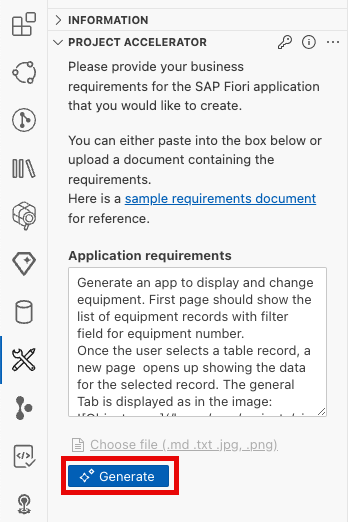 INFORMATION
PROJECT ACCELERATOR
Please provide your business
requirements for the SAP Fiori application
that you would like to create.
You can either paste into the box below or
upload a document containing the
requirements.
Here is a sample requirements document
for reference.
Application requirements
Generate an app to display and change
equipment. First page should show the
list of equipment records with filter
field for equipment number.
Once the user selects a table record, a
new page opens up showing the data
for the selected record. The general
Tab is displayed as in the image:
Choose file (.md .txt .jpg, .png)
Generate